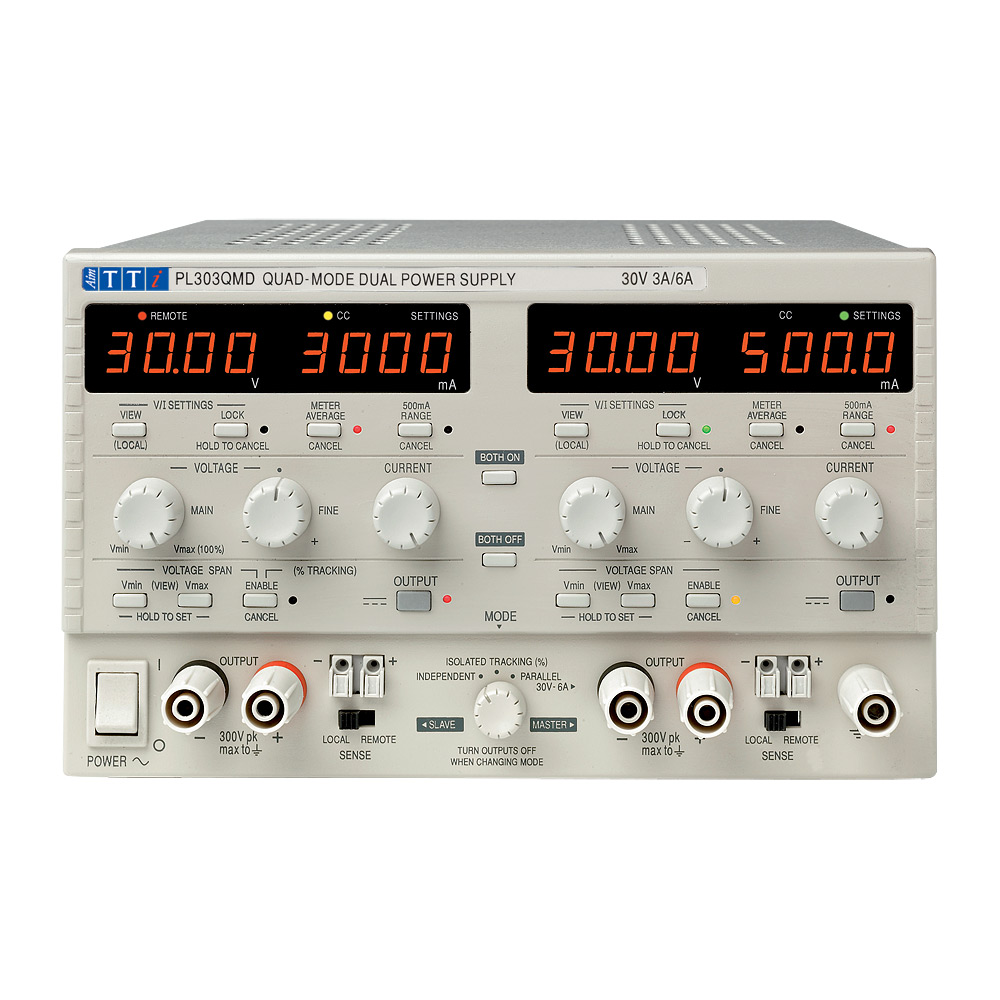 Aim TTi PL303QMD QUAD-MODE DUAL POWER SUPPLY 30V 3A/6A
REMOTE CC SETTINGS
30.00 V 3000 mA
CC SETTINGS
30.00 V 500.0 mA
V/I SETTINGS
VIEW LOCK
(LOCAL) HOLD TO CANCEL
METER
AVERAGE
CANCEL
500mA
RANGE
CANCEL
V/I SETTINGS
VIEW LOCK
(LOCAL) HOLD TO CANCEL
METER
AVERAGE
CANCEL
500mA
RANGE
CANCEL
VOLTAGE CURRENT
MAIN FINE
Vmin Vmax (100%) - +
BOTH ON
BOTH OFF
VOLTAGE CURRENT
MAIN FINE
Vmin Vmax - +
VOLTAGE SPAN (% TRACKING)
Vmin (VIEW) Vmax ENABLE
HOLD TO SET CANCEL
OUTPUT
MODE
VOLTAGE SPAN
Vmin (VIEW) Vmax ENABLE
HOLD TO SET CANCEL
OUTPUT
I
O
POWER
OUTPUT
- +
300V pk
max to
- +
LOCAL REMOTE
SENSE
ISOLATED TRACKING (%)
INDEPENDENT PARALLEL
30V-6A
SLAVE MASTER
TURN OUTPUTS OFF
WHEN CHANGING MODE
OUTPUT
- +
300V pk
max to
- +
LOCAL REMOTE
SENSE